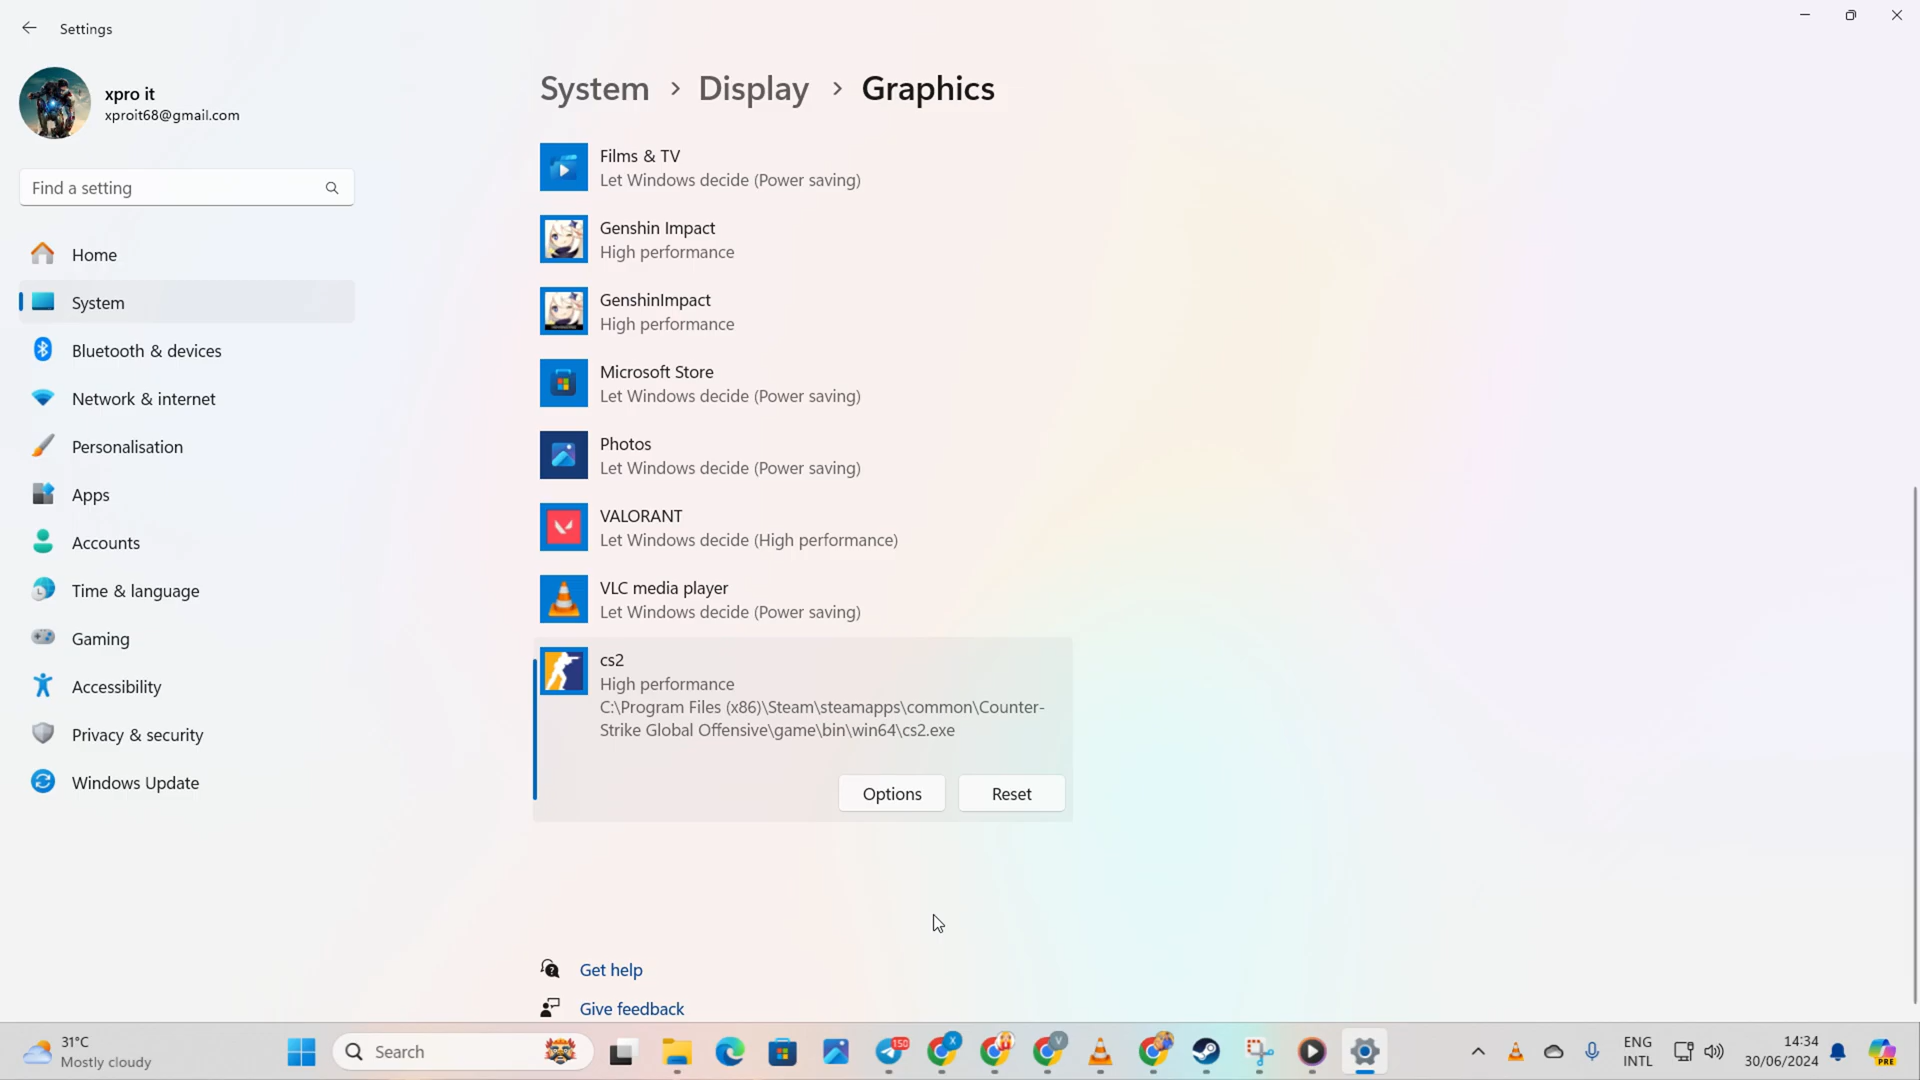 Settings
xpro it
xproit68@gmail.com
Find a setting
Home
System
Bluetooth & devices
Network & internet
Personalisation
Apps
Accounts
Time & language
Gaming
Accessibility
Privacy & security
Windows Update
System > Display > Graphics
Films & TV
Let Windows decide (Power saving)
Genshin Impact
High performance
GenshinImpact
High performance
Microsoft Store
Let Windows decide (Power saving)
Photos
Let Windows decide (Power saving)
VALORANT
Let Windows decide (High performance)
VLC media player
Let Windows decide (Power saving)
cs2
High performance
C:\Program Files (x86)\Steam\steamapps\common\Counter-
Strike Global Offensive\game\bin\win64\cs2.exe
Options Reset
Get help
Give feedback
31°C
Mostly cloudy
Search
150
X
V
ENG
INTL
14:34
30/06/2024
PRE